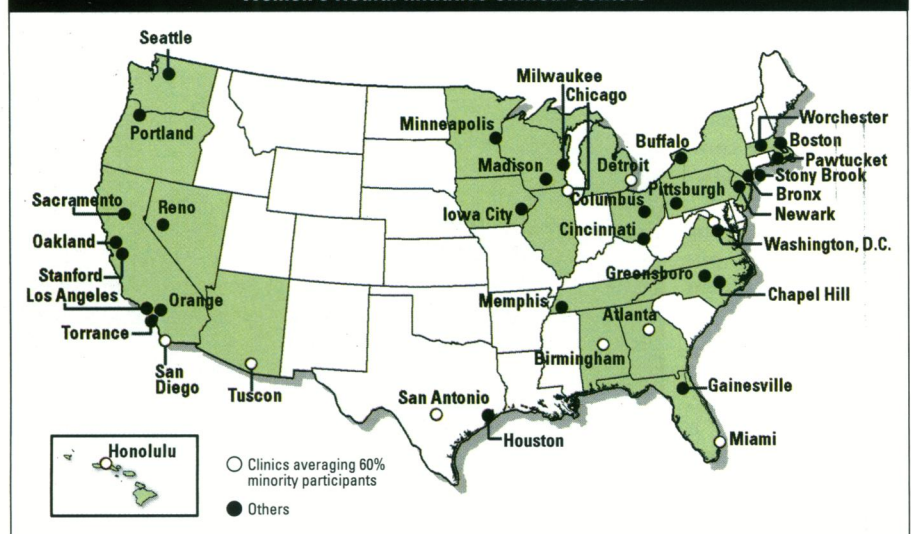 Seattle
Milwaukee
Chicago
Minneapolis
Worchester
Portland
Buffalo
Boston
Madison
Detroit
Pawtucket
Stony Brook
Pittsburgh
Columbus
Bronx
Sacramento
Reno
Iowa City
Newark
Cincinnati
Oakland
Washington, D.C.
Stanford
Greensboro
Los Angeles
Orange
Memphis
Chapel Hill
Atlanta
Torrance
Birmingham
San
Diego
Tuscon
San Antonio
Gainesville
Houston
Miami
Honolulu
Clinics averaging 60%
minority participants
Others